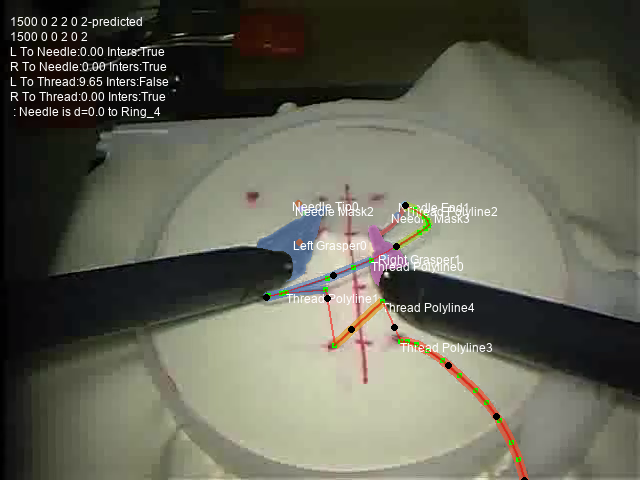 1500 0 2 2 0 2-predicted
1500 0 0 2 0 2
L To Needle:0.00 Inters:True
R To Needle:0.00 Inters:True
L To Thread:9.65 Inters:False
R To Thread:0.00 Inters:True
: Needle is d=0.0 to Ring_4
Needle Tip0
Needle Mask2
Needle End1
Thread Polyline2
Needle Mask3
Left Grasper0
Right Grasper1
Thread Polyline0
Thread Polyline1
Thread Polyline4
Thread Polyline3